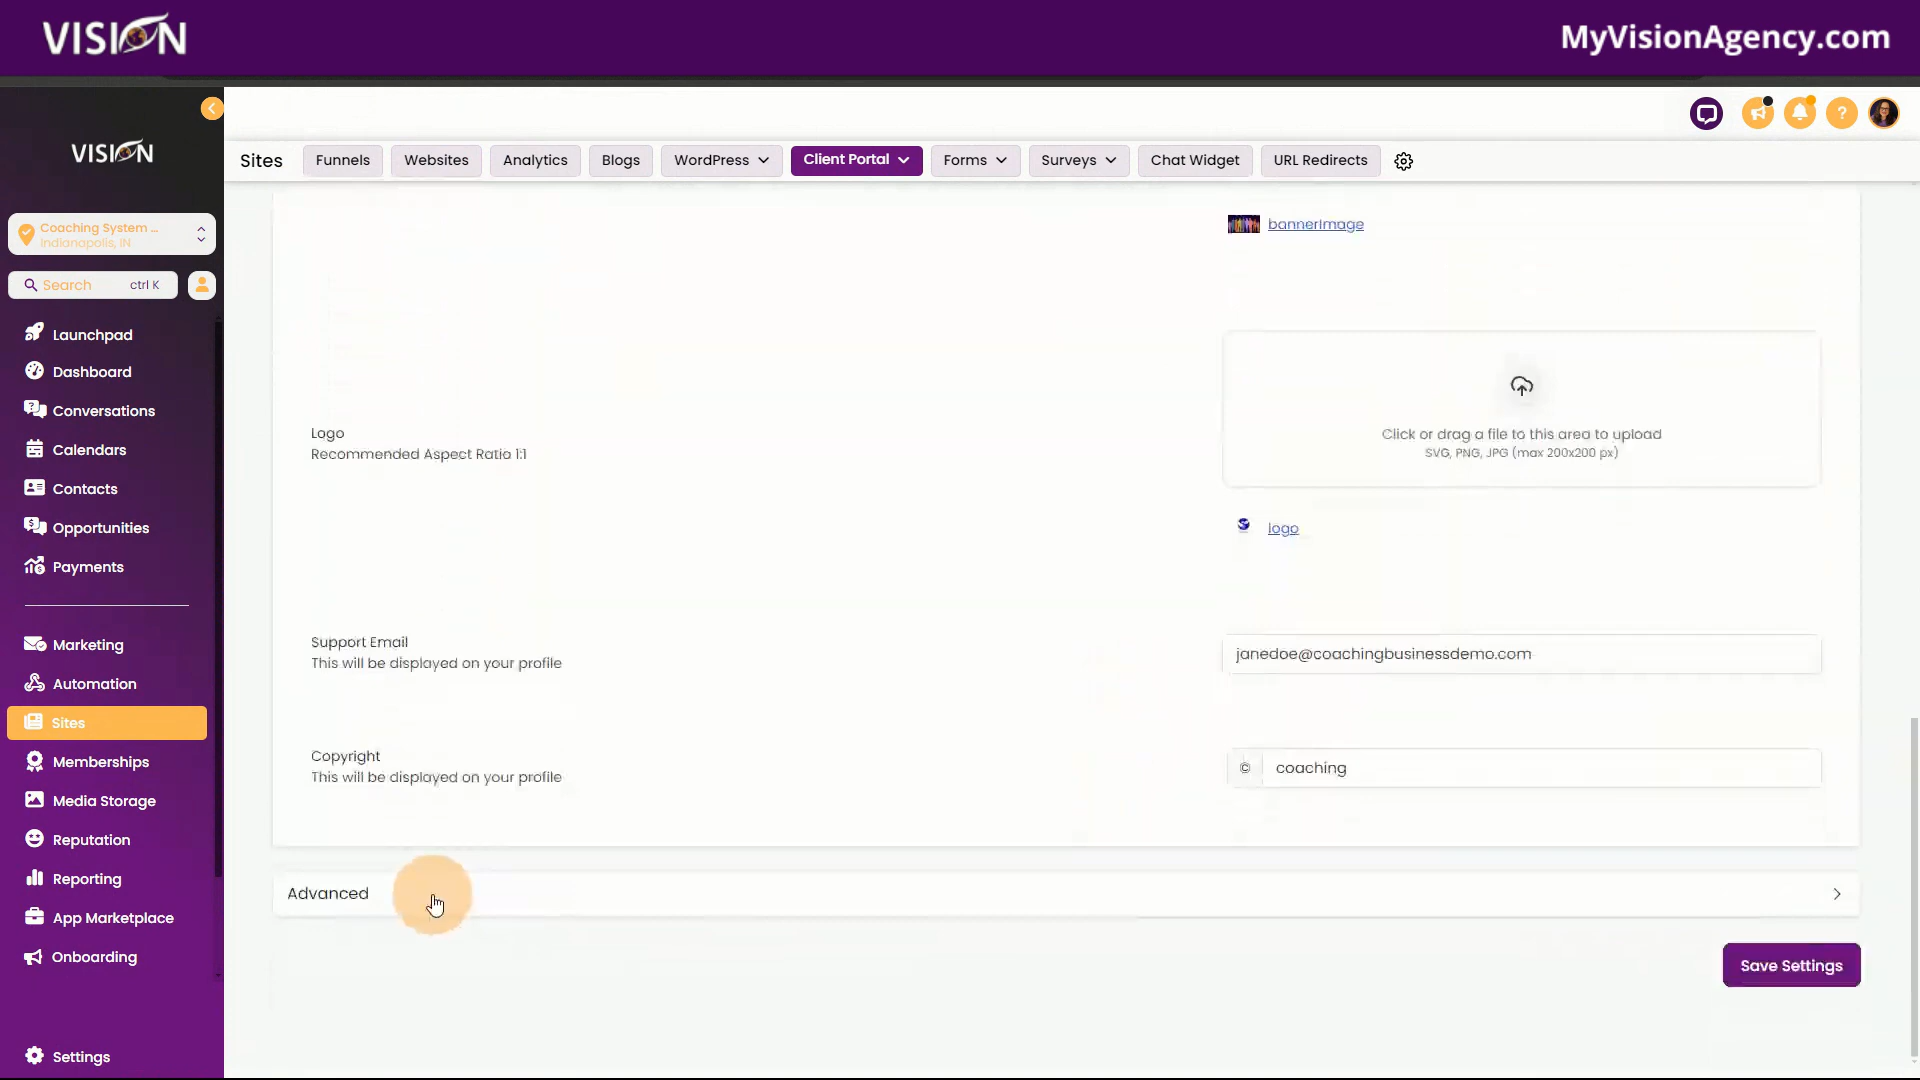 VISION
MyVisionAgency.com
VISION
Coaching System ...
Indianapolis, IN
Search
ctrl K
Launchpad
Dashboard
Conversations
Calendars
Contacts
Opportunities
Payments
Marketing
Automation
Sites
Memberships
Media Storage
Reputation
Reporting
App Marketplace
Onboarding
Settings
Sites
Funnels
Websites
Analytics
Blogs
WordPress
Client Portal
Forms
Surveys
Chat Widget
URL Redirects
bannerImage
Logo
Recommended Aspect Ratio 1:1
Click or drag a file to this area to upload
SVG, PNG, JPG (max 200x200 px)
logo
Support Email
This will be displayed on your profile
janedoe@coachingbusinessdemo.com
Copyright
This will be displayed on your profile
© coaching
Advanced
Save Settings